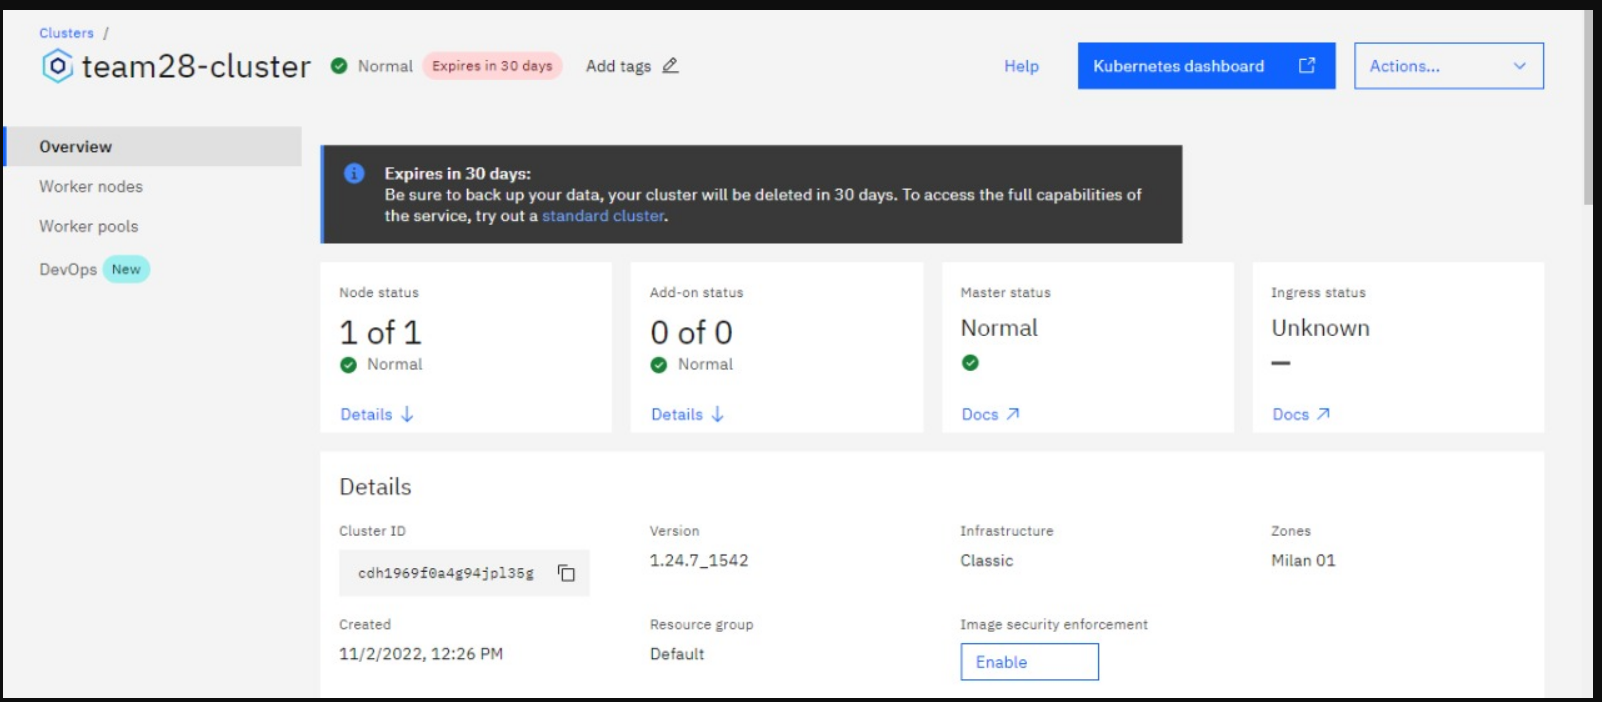 Clusters /
team28-cluster Normal Expires in 30 days Add tags Help Kubernetes dashboard Actions...
Overview
Worker nodes
Worker pools
DevOps New
Expires in 30 days:
Be sure to back up your data, your cluster will be deleted in 30 days. To access the full capabilities of
the service, try out a standard cluster.
Node status
1 of 1
Normal
Details
Add-on status
0 of 0
Normal
Details
Master status
Normal
Docs
Ingress status
Unknown
Docs
Details
Cluster ID
cdh1969f0a4g94jpl35g
Version
1.24.7_1542
Infrastructure
Classic
Zones
Milan 01
Created
11/2/2022, 12:26 PM
Resource group
Default
Image security enforcement
Enable